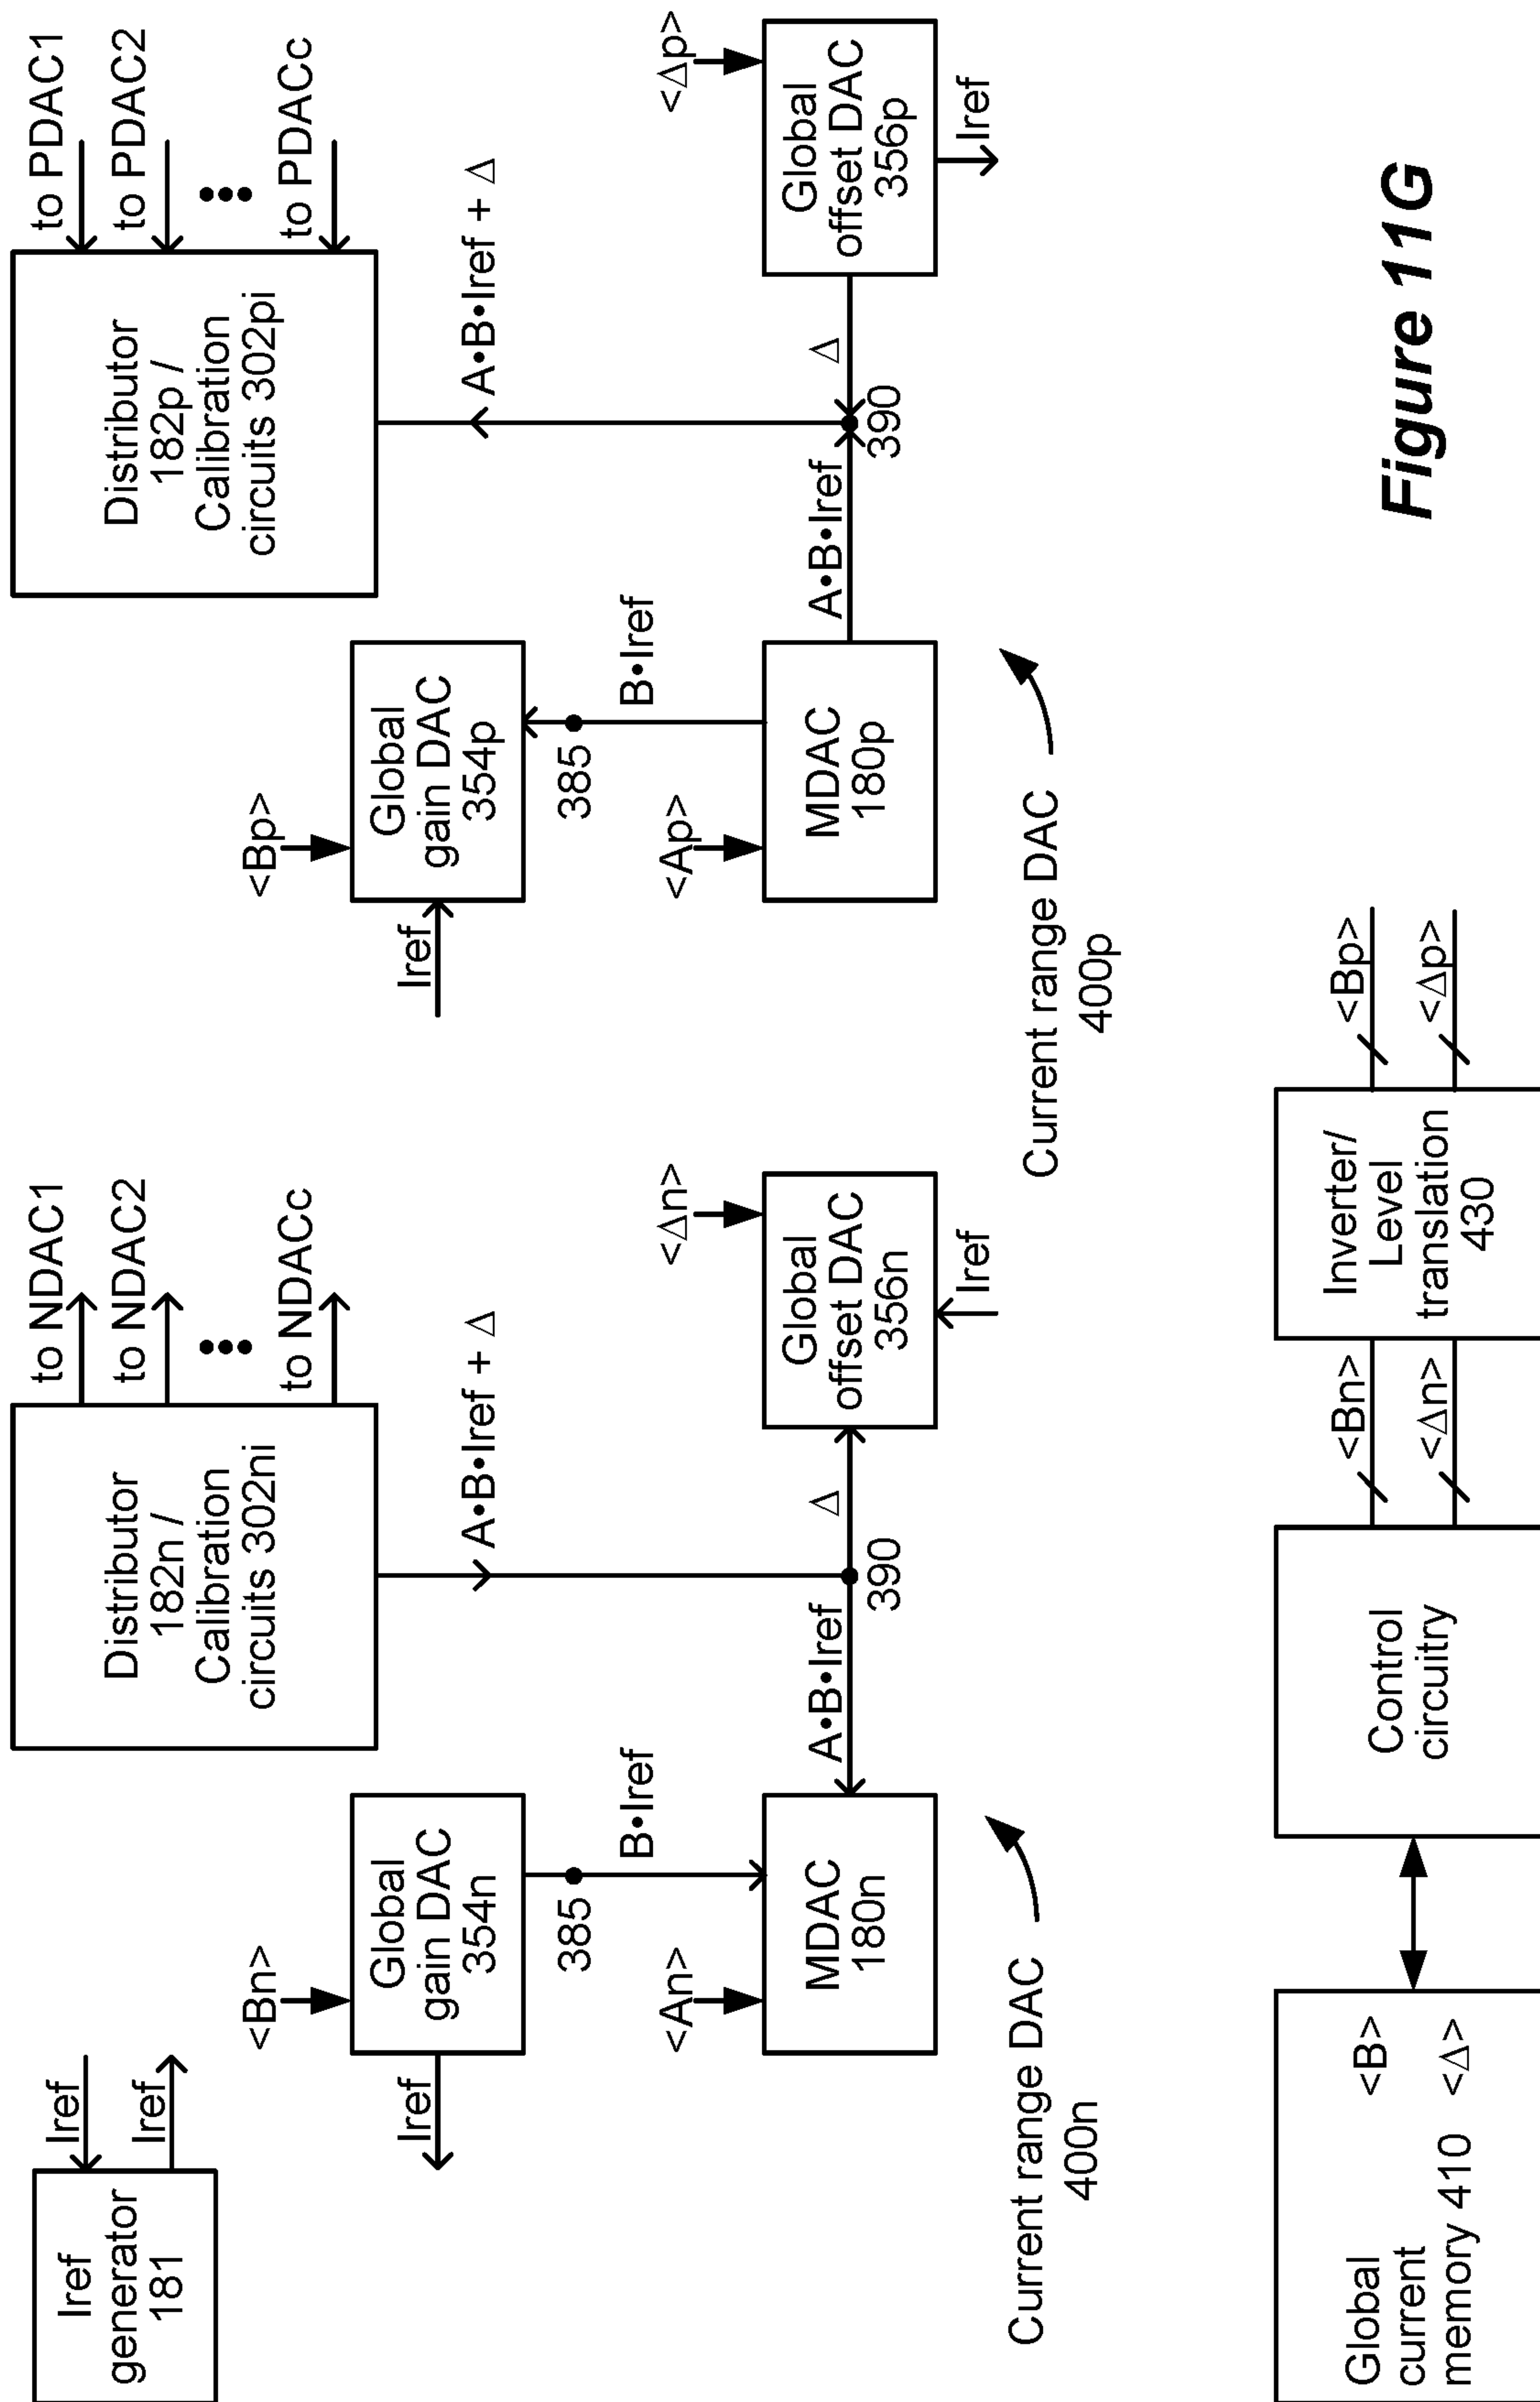 Iref
generator
181
Iref
Iref
<Bn>
Global
gain DAC
354n
Iref
385
B•Iref
<An>
MDAC
180n
A•B•Iref
390
Δ
Distributor
182n /
Calibration
circuits 302ni
to NDAC1
to NDAC2
•••
to NDACc
A•B•Iref + Δ
<Δn>
Global
offset DAC
356n
Iref
Current range DAC
400n
<Bp>
Global
gain DAC
354p
Iref
385
B•Iref
<Ap>
MDAC
180p
A•B•Iref
390
Δ
Distributor
182p /
Calibration
circuits 302pi
to PDAC1
to PDAC2
•••
to PDACc
A•B•Iref + Δ
<Δp>
Global
offset DAC
356p
Iref
Current range DAC
400p
Global
current
memory 410
<B>
<Δ>
Control
circuitry
<Bn>
<Δn>
Inverter/
Level
translation
430
<Bp>
<Δp>
Figure 11G